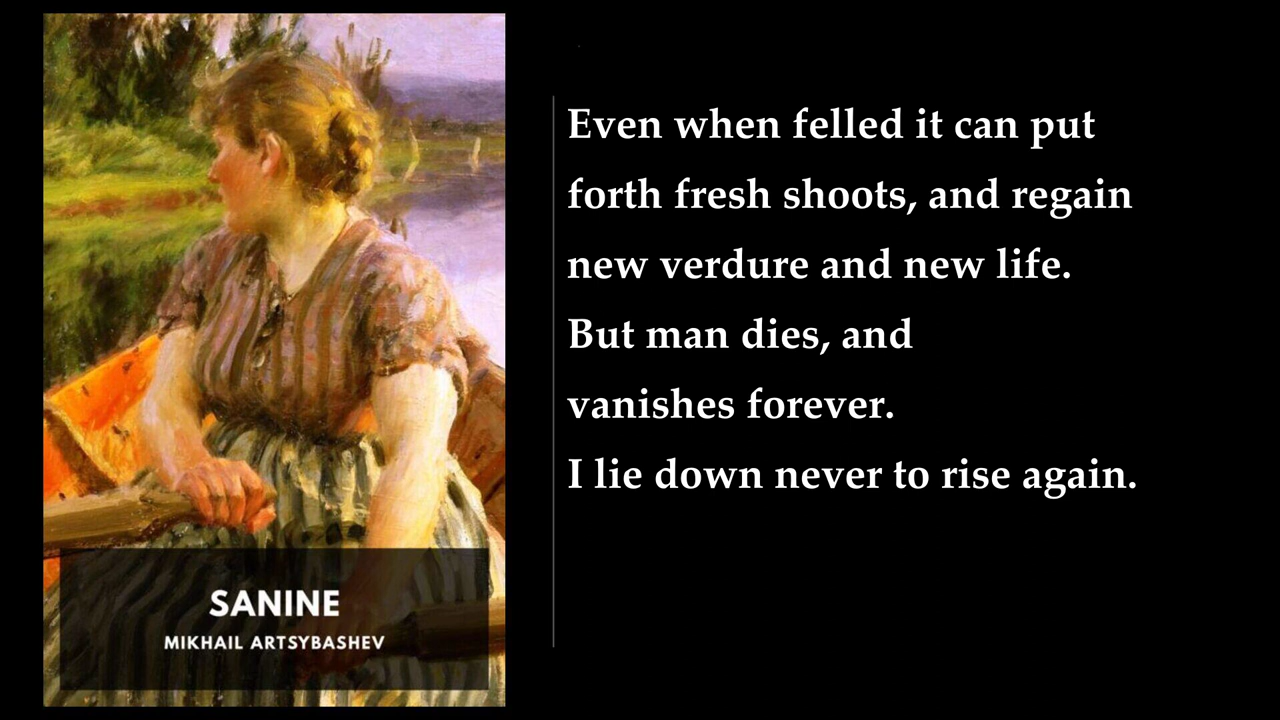 SANINE
MIKHAIL ARTSYBASHEV
Even when felled it can put
forth fresh shoots, and regain
new verdure and new life.
But man dies, and
vanishes forever.
I lie down never to rise again.